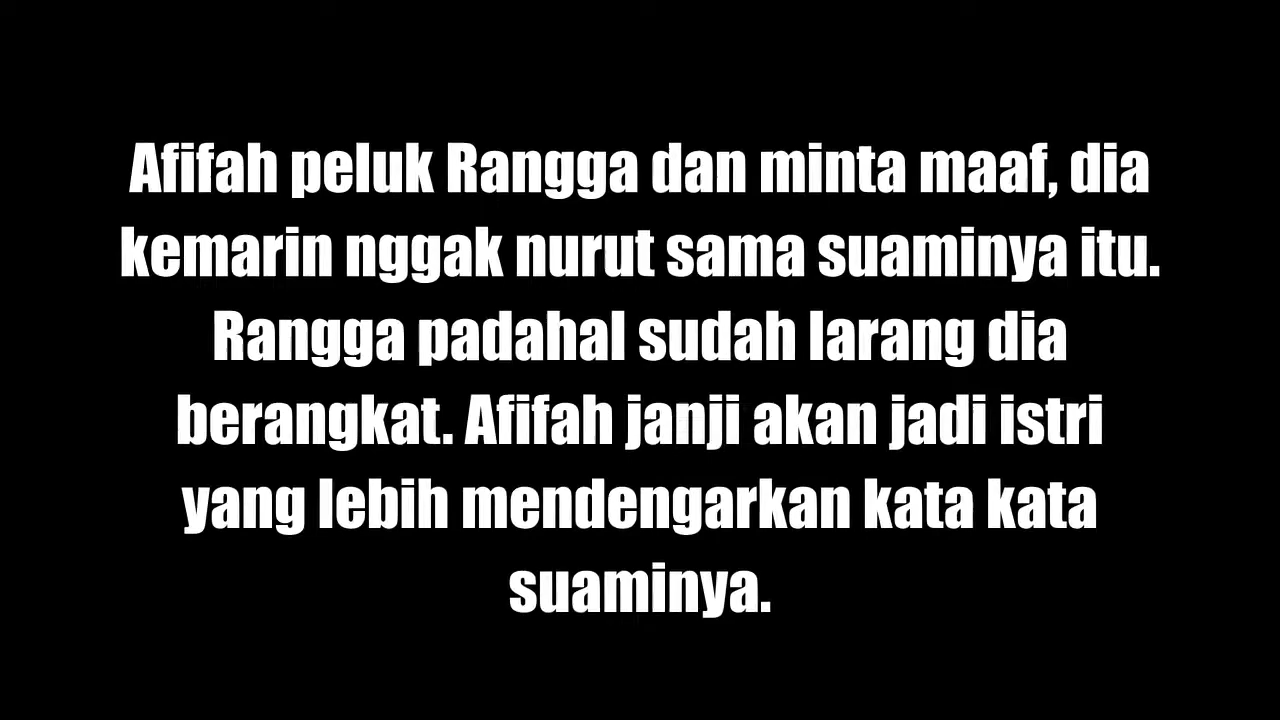 Afifah peluk Rangga dan minta maaf, dia
kemarin nggak nurut sama suaminya itu.
Rangga padahal sudah larang dia
berangkat. Afifah janji akan jadi istri
yang lebih mendengarkan kata kata
suaminya.